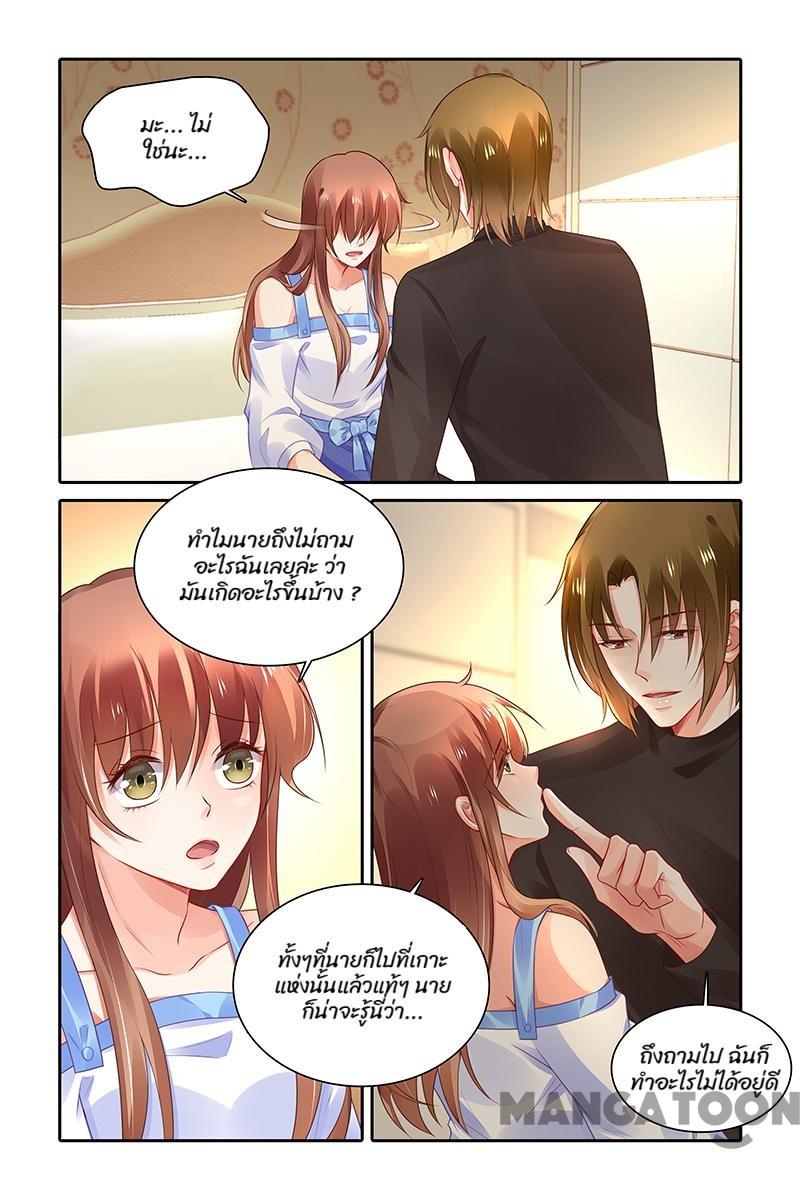 มะ... ไม่
ใช่นะ...
ทำไมนายถึงไม่ถาม
อะไรฉันเลยล่ะ ว่า
มันเกิดอะไรขึ้นบ้าง ?
ทั้งๆที่นายก็ไปที่เกาะ
แห่งนั้นแล้วแท้ๆ นาย
ก็น่าจะรู้นี่ว่า...
ถึงถามไป ฉันก็
ทำอะไรไม่ได้อยู่ดี
MANGATOON